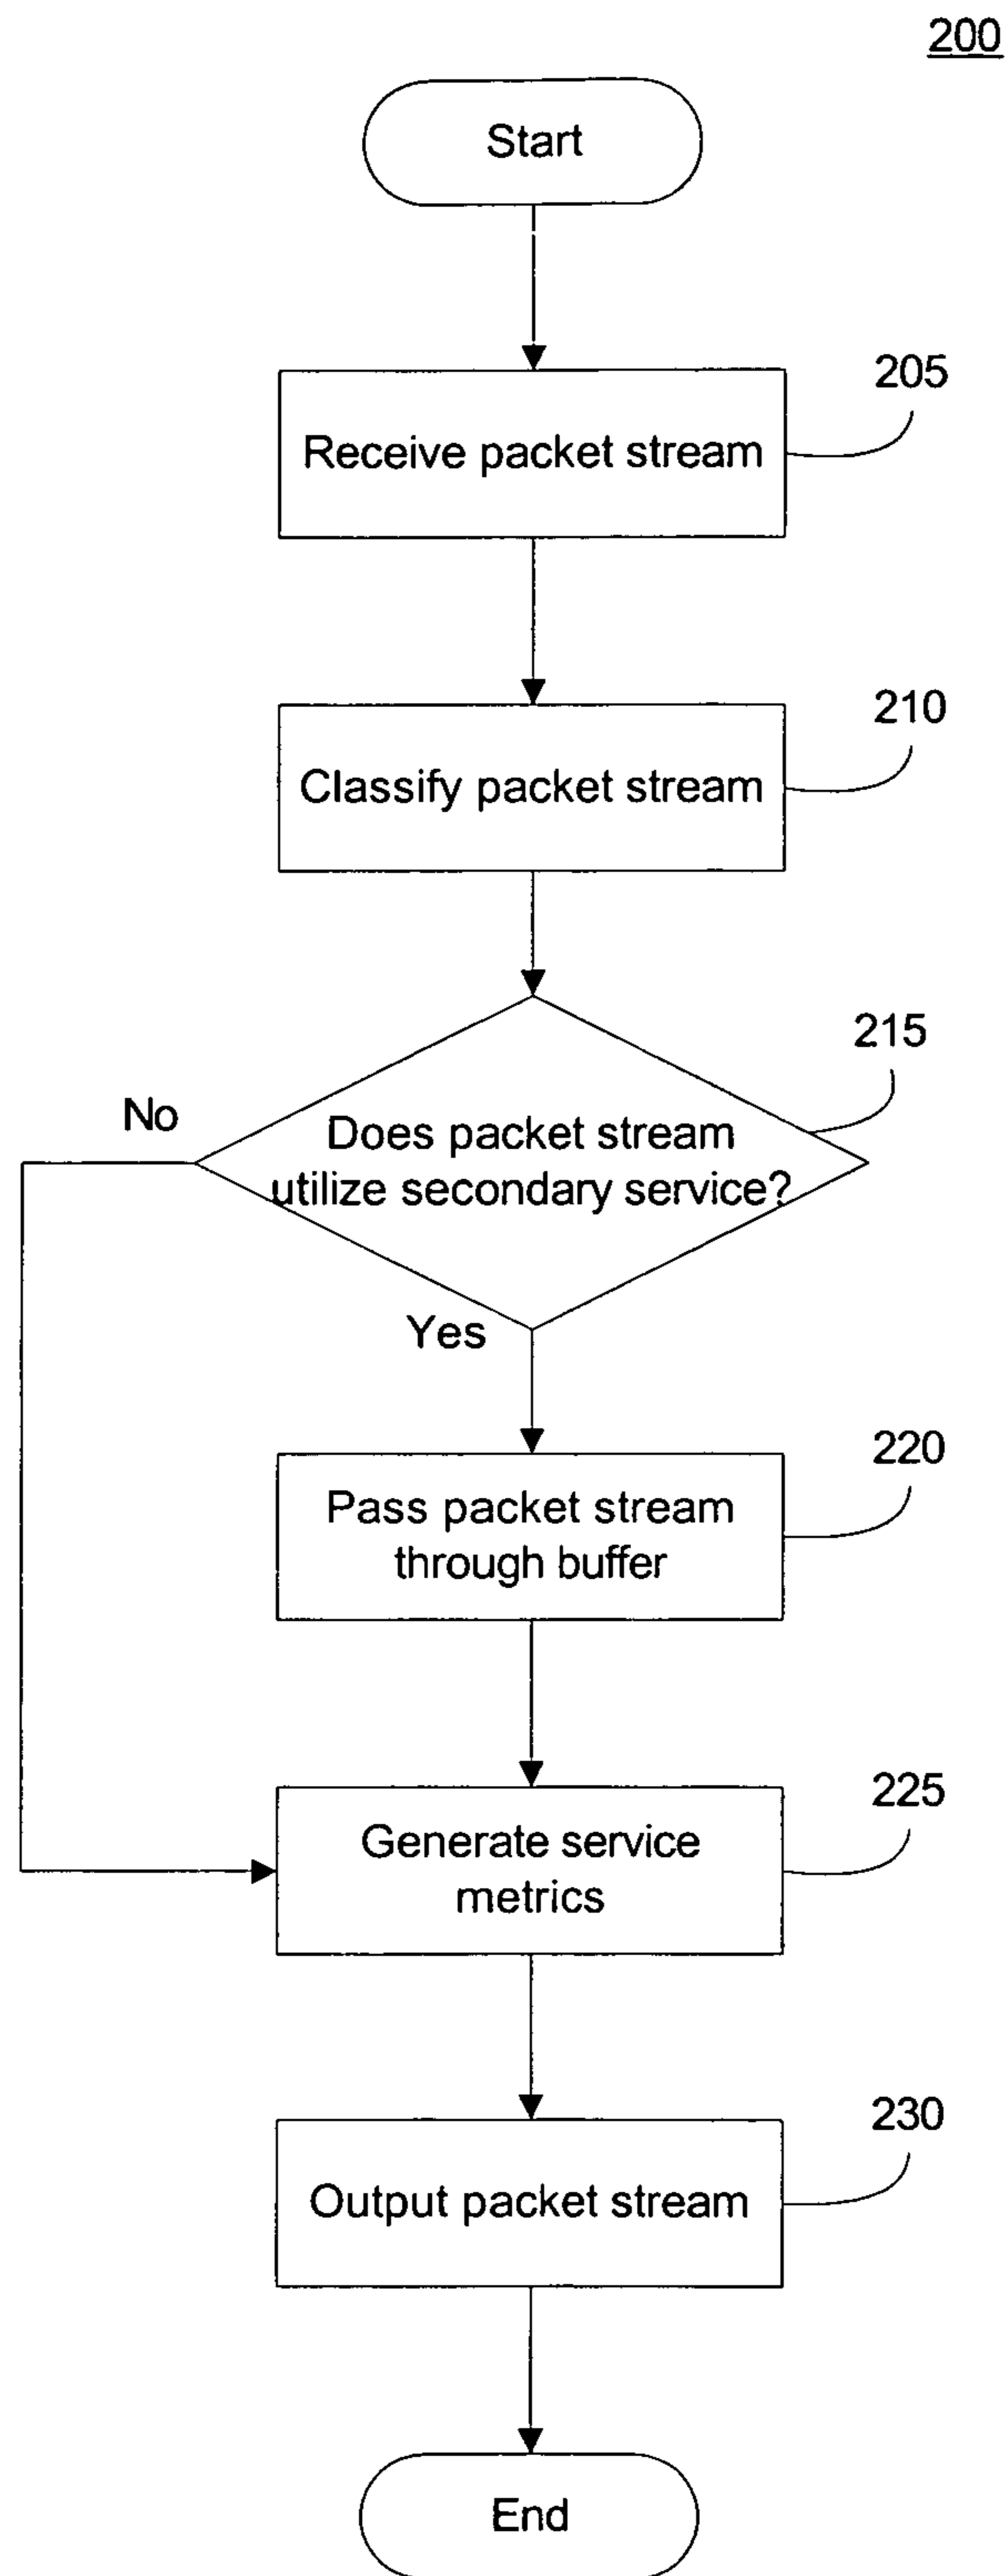 200
Start
205
Receive packet stream
210
Classify packet stream
215
No
Does packet stream
utilize secondary service?
Yes
220
Pass packet stream
through buffer
225
Generate service
metrics
230
Output packet stream
End